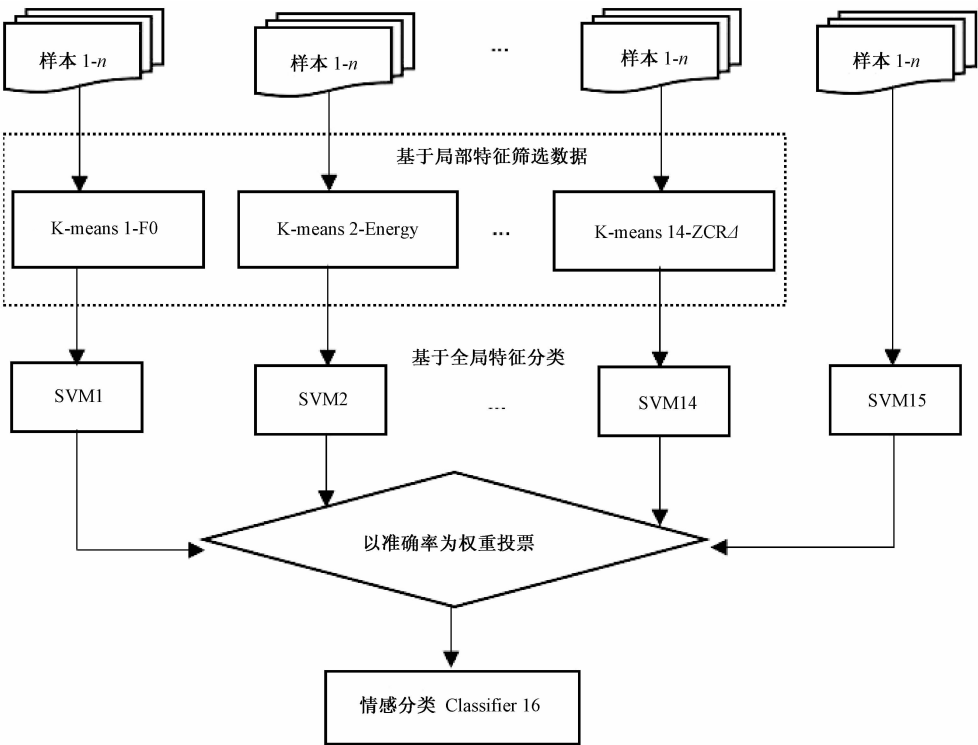 样本 1-n
样本 1-n
...
样本 1-n
样本 1-n
基于局部特征筛选数据
K-means 1-F0
K-means 2-Energy
...
K-means 14-ZCRΔ
基于全局特征分类
SVM1
SVM2
...
SVM14
SVM15
以准确率为权重投票
情感分类 Classifier 16